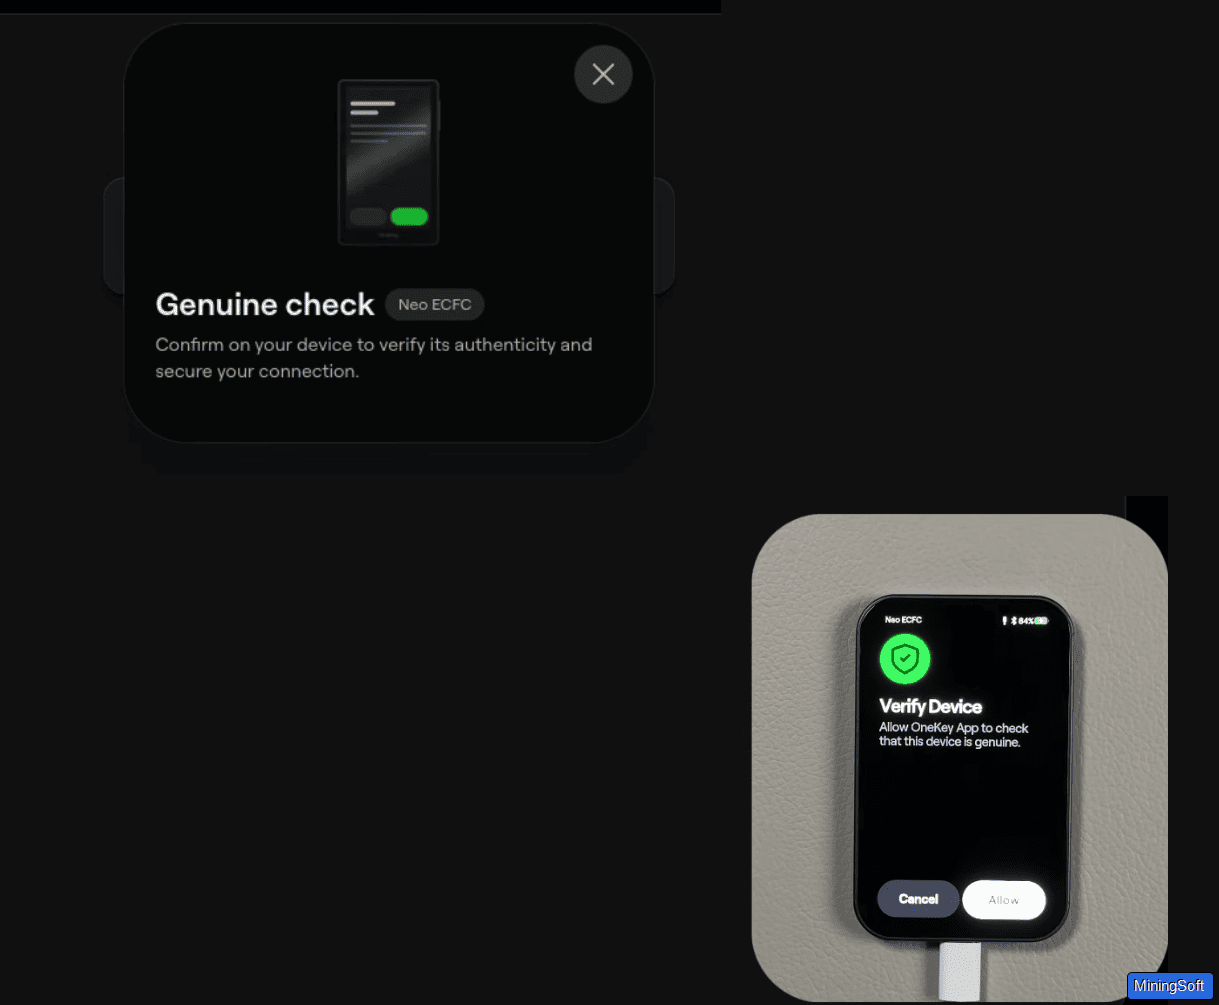 Genuine check
Neo ECFC
Confirm on your device to verify its authenticity and
secure your connection.
Neo ECFC
64%
Verify Device
Allow OneKey App to check
that this device is genuine.
Cancel
Allow
MiningSoft